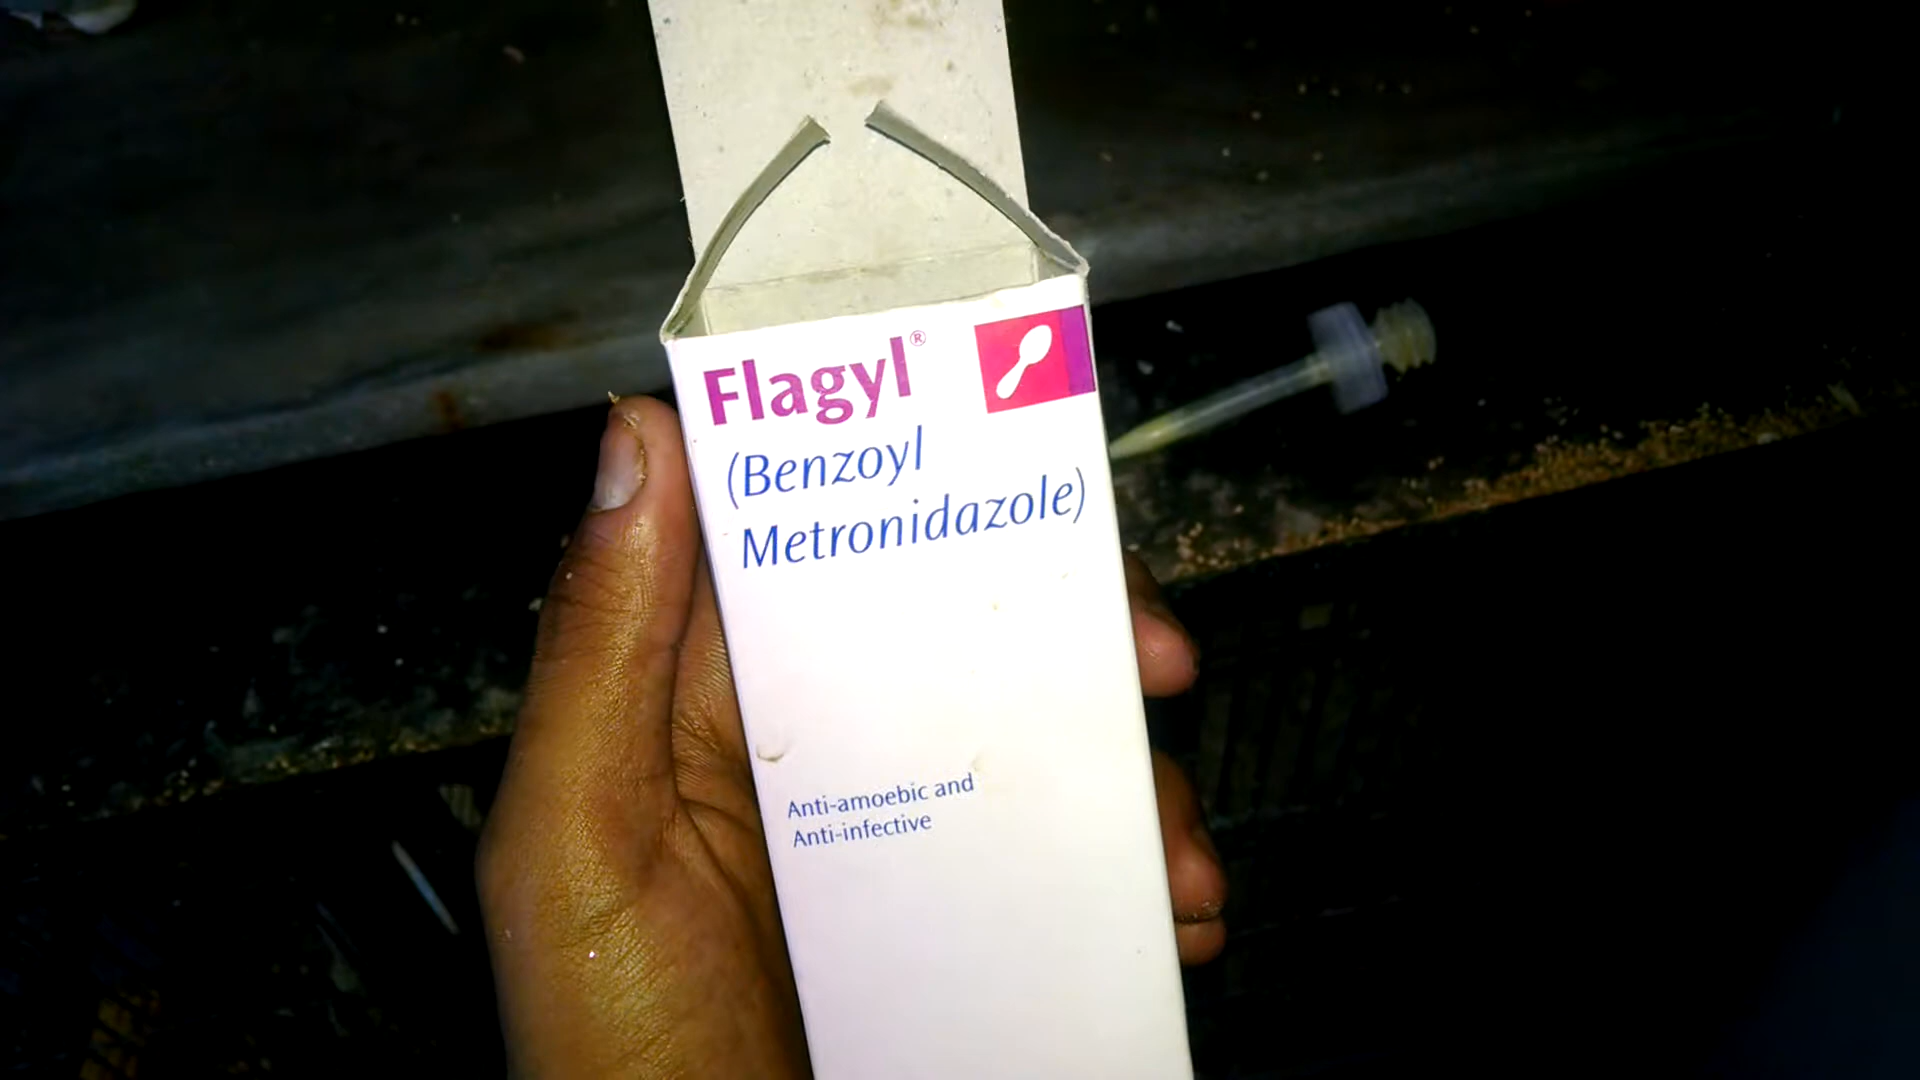 Flagyl®
(Benzoyl
Metronidazole)
Anti-amoebic and
Anti-infective